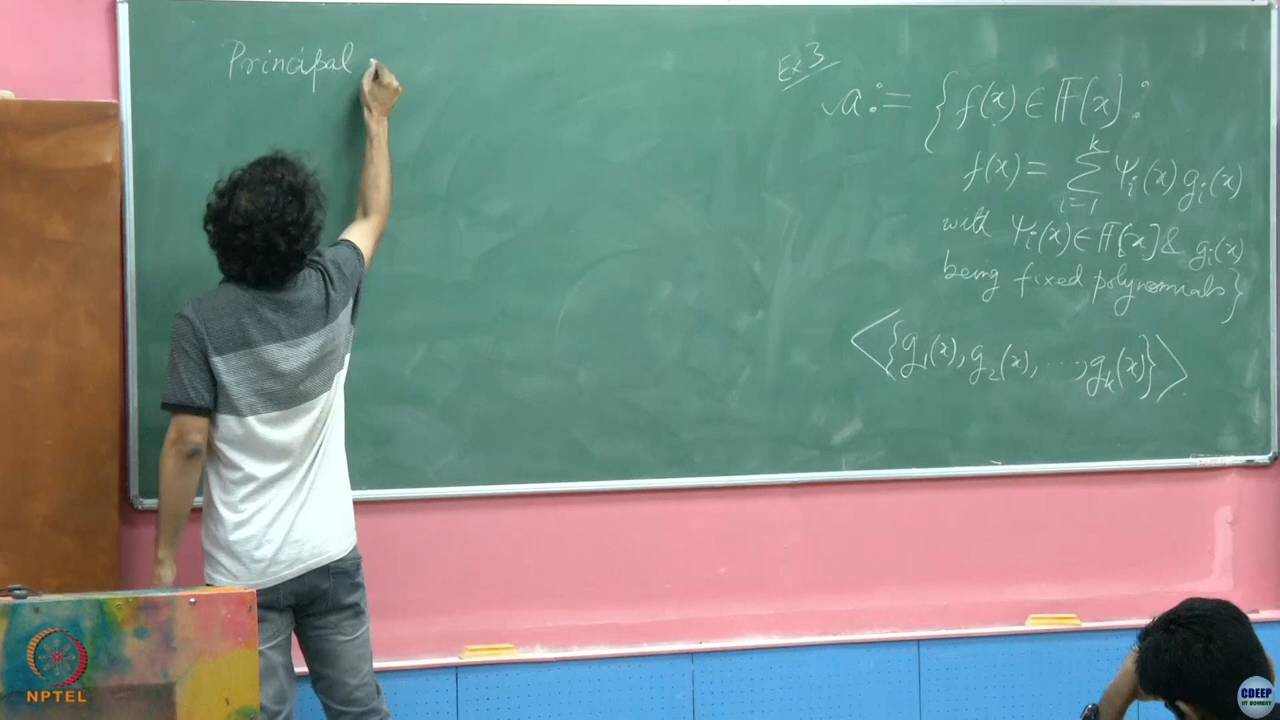 Principal
Ex 3
a := { f(x) ∈ 𝔽[x] :
f(x) = Σ_{i=1}^{k} Ψ_i(x) g_i(x)
with Ψ_i(x) ∈ 𝔽[x] & g_i(x)
being fixed polynomials}
<{g_1(x), g_2(x), ..., g_k(x)}>
NPTEL
CDEEP
IIT BOMBAY